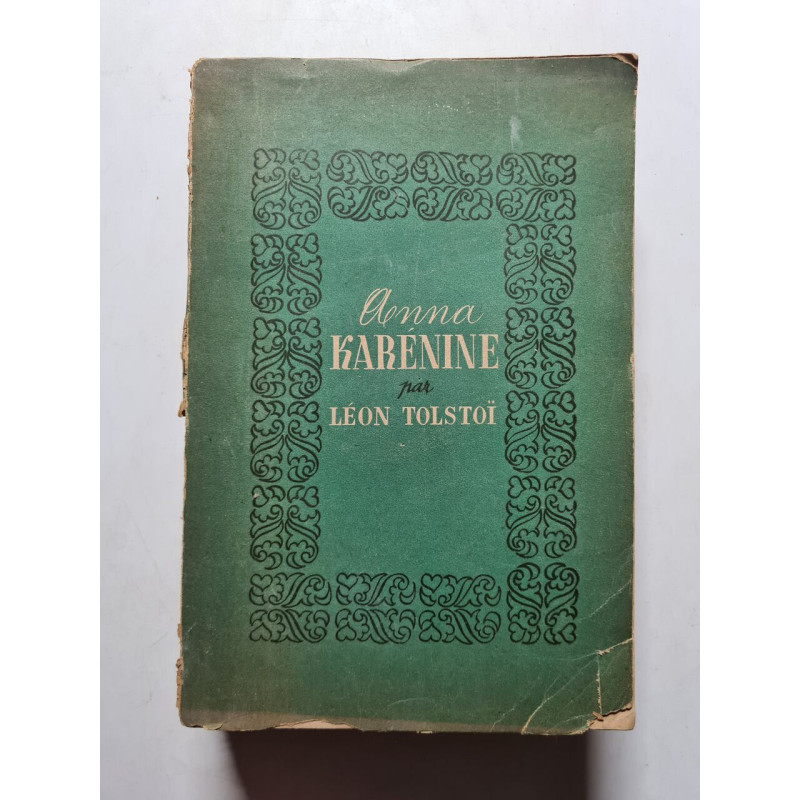 Anna
KARÉNINE
par
LÉON TOLSTOÏ